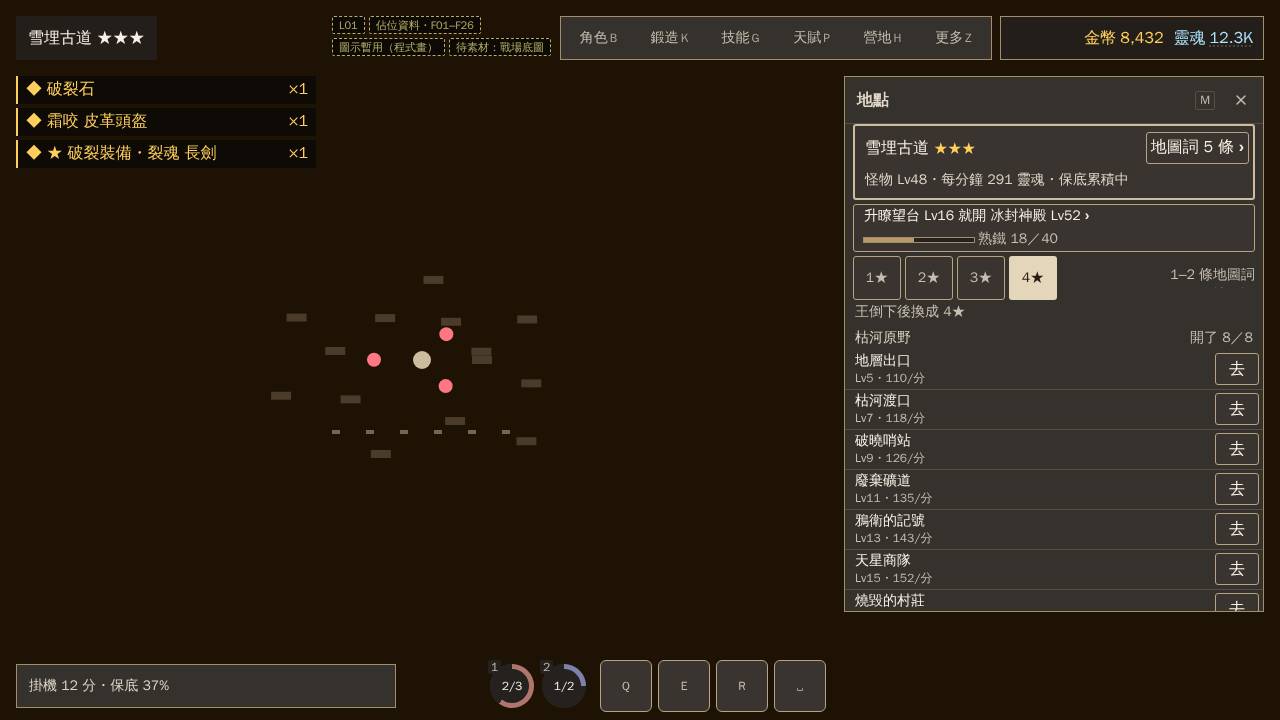 雪埋古道 ★★★
L01 佔位資料・F01–F26
圖示暫用（程式畫） 待素材：戰場底圖
角色B 鍛造K 技能G 天賦P 營地H 更多Z
金幣 8,432 靈魂 12.3K
◆ 破裂石 ×1
◆ 霜咬 皮革頭盔 ×1
◆ ★ 破裂裝備・裂魂 長劍 ×1
地點 M ✕
雪埋古道 ★★★ 地圖詞 5 條 ›
怪物 Lv48・每分鐘 291 靈魂・保底累積中
升瞭望台 Lv16 就開 冰封神殿 Lv52 ›
熟鐵 18／40
1★ 2★ 3★ 4★ 1–2 條地圖詞
王倒下後換成 4★
枯河原野 開了 8／8
地層出口
Lv5・110/分 去
枯河渡口
Lv7・118/分 去
破曉哨站
Lv9・126/分 去
廢棄礦道
Lv11・135/分 去
鴉衛的記號
Lv13・143/分 去
天星商隊
Lv15・152/分 去
燒毀的村莊
去
掛機 12 分・保底 37%
1 2/3 2 1/2 Q E R ⎵